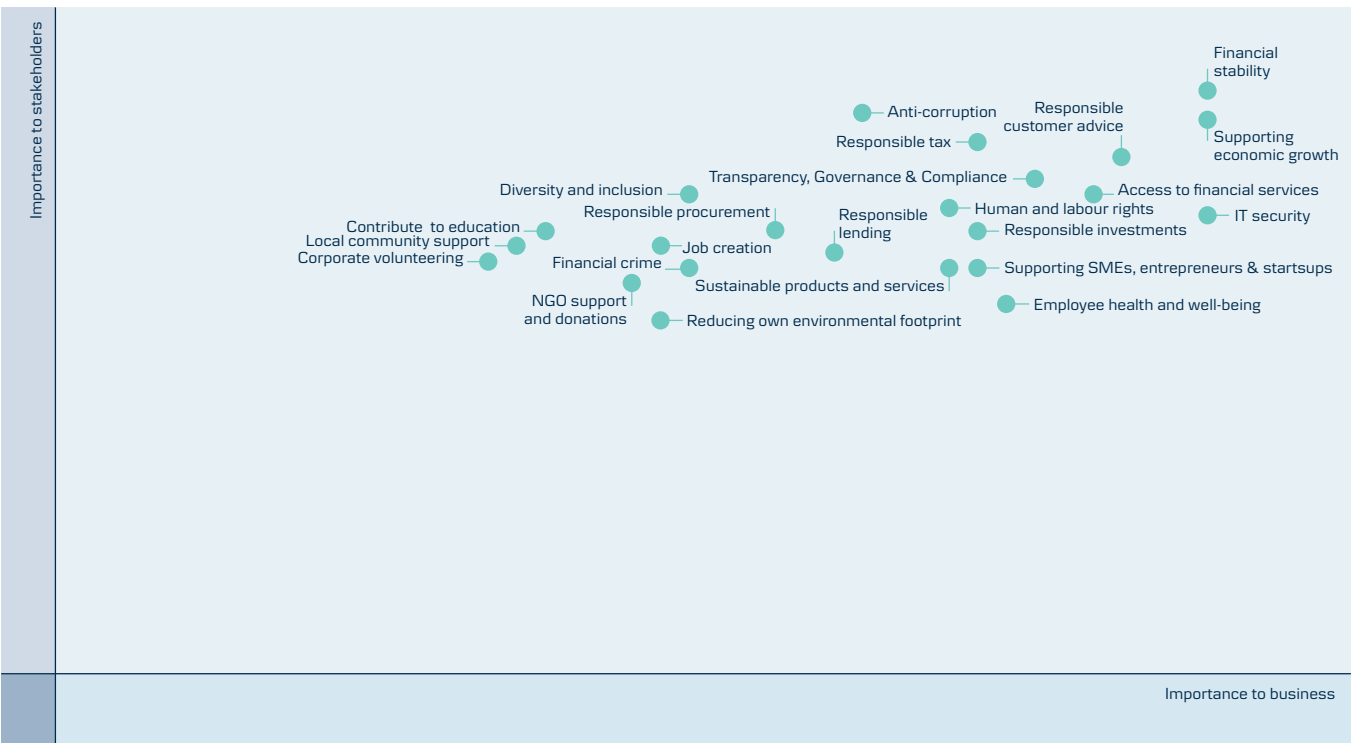 Importance to stakeholders
Financial
stability
Anti-corruption
Responsible
customer advice
Responsible tax
Supporting
economic growth
Transparency, Governance & Compliance
Diversity and inclusion
Access to financial services
Responsible procurement
Human and labour rights
Responsible
lending
IT security
Contribute to education
Responsible investments
Local community support
Job creation
Corporate volunteering
Financial crime
Supporting SMEs, entrepreneurs & startups
Sustainable products and services
NGO support
and donations
Employee health and well-being
Reducing own environmental footprint
Importance to business